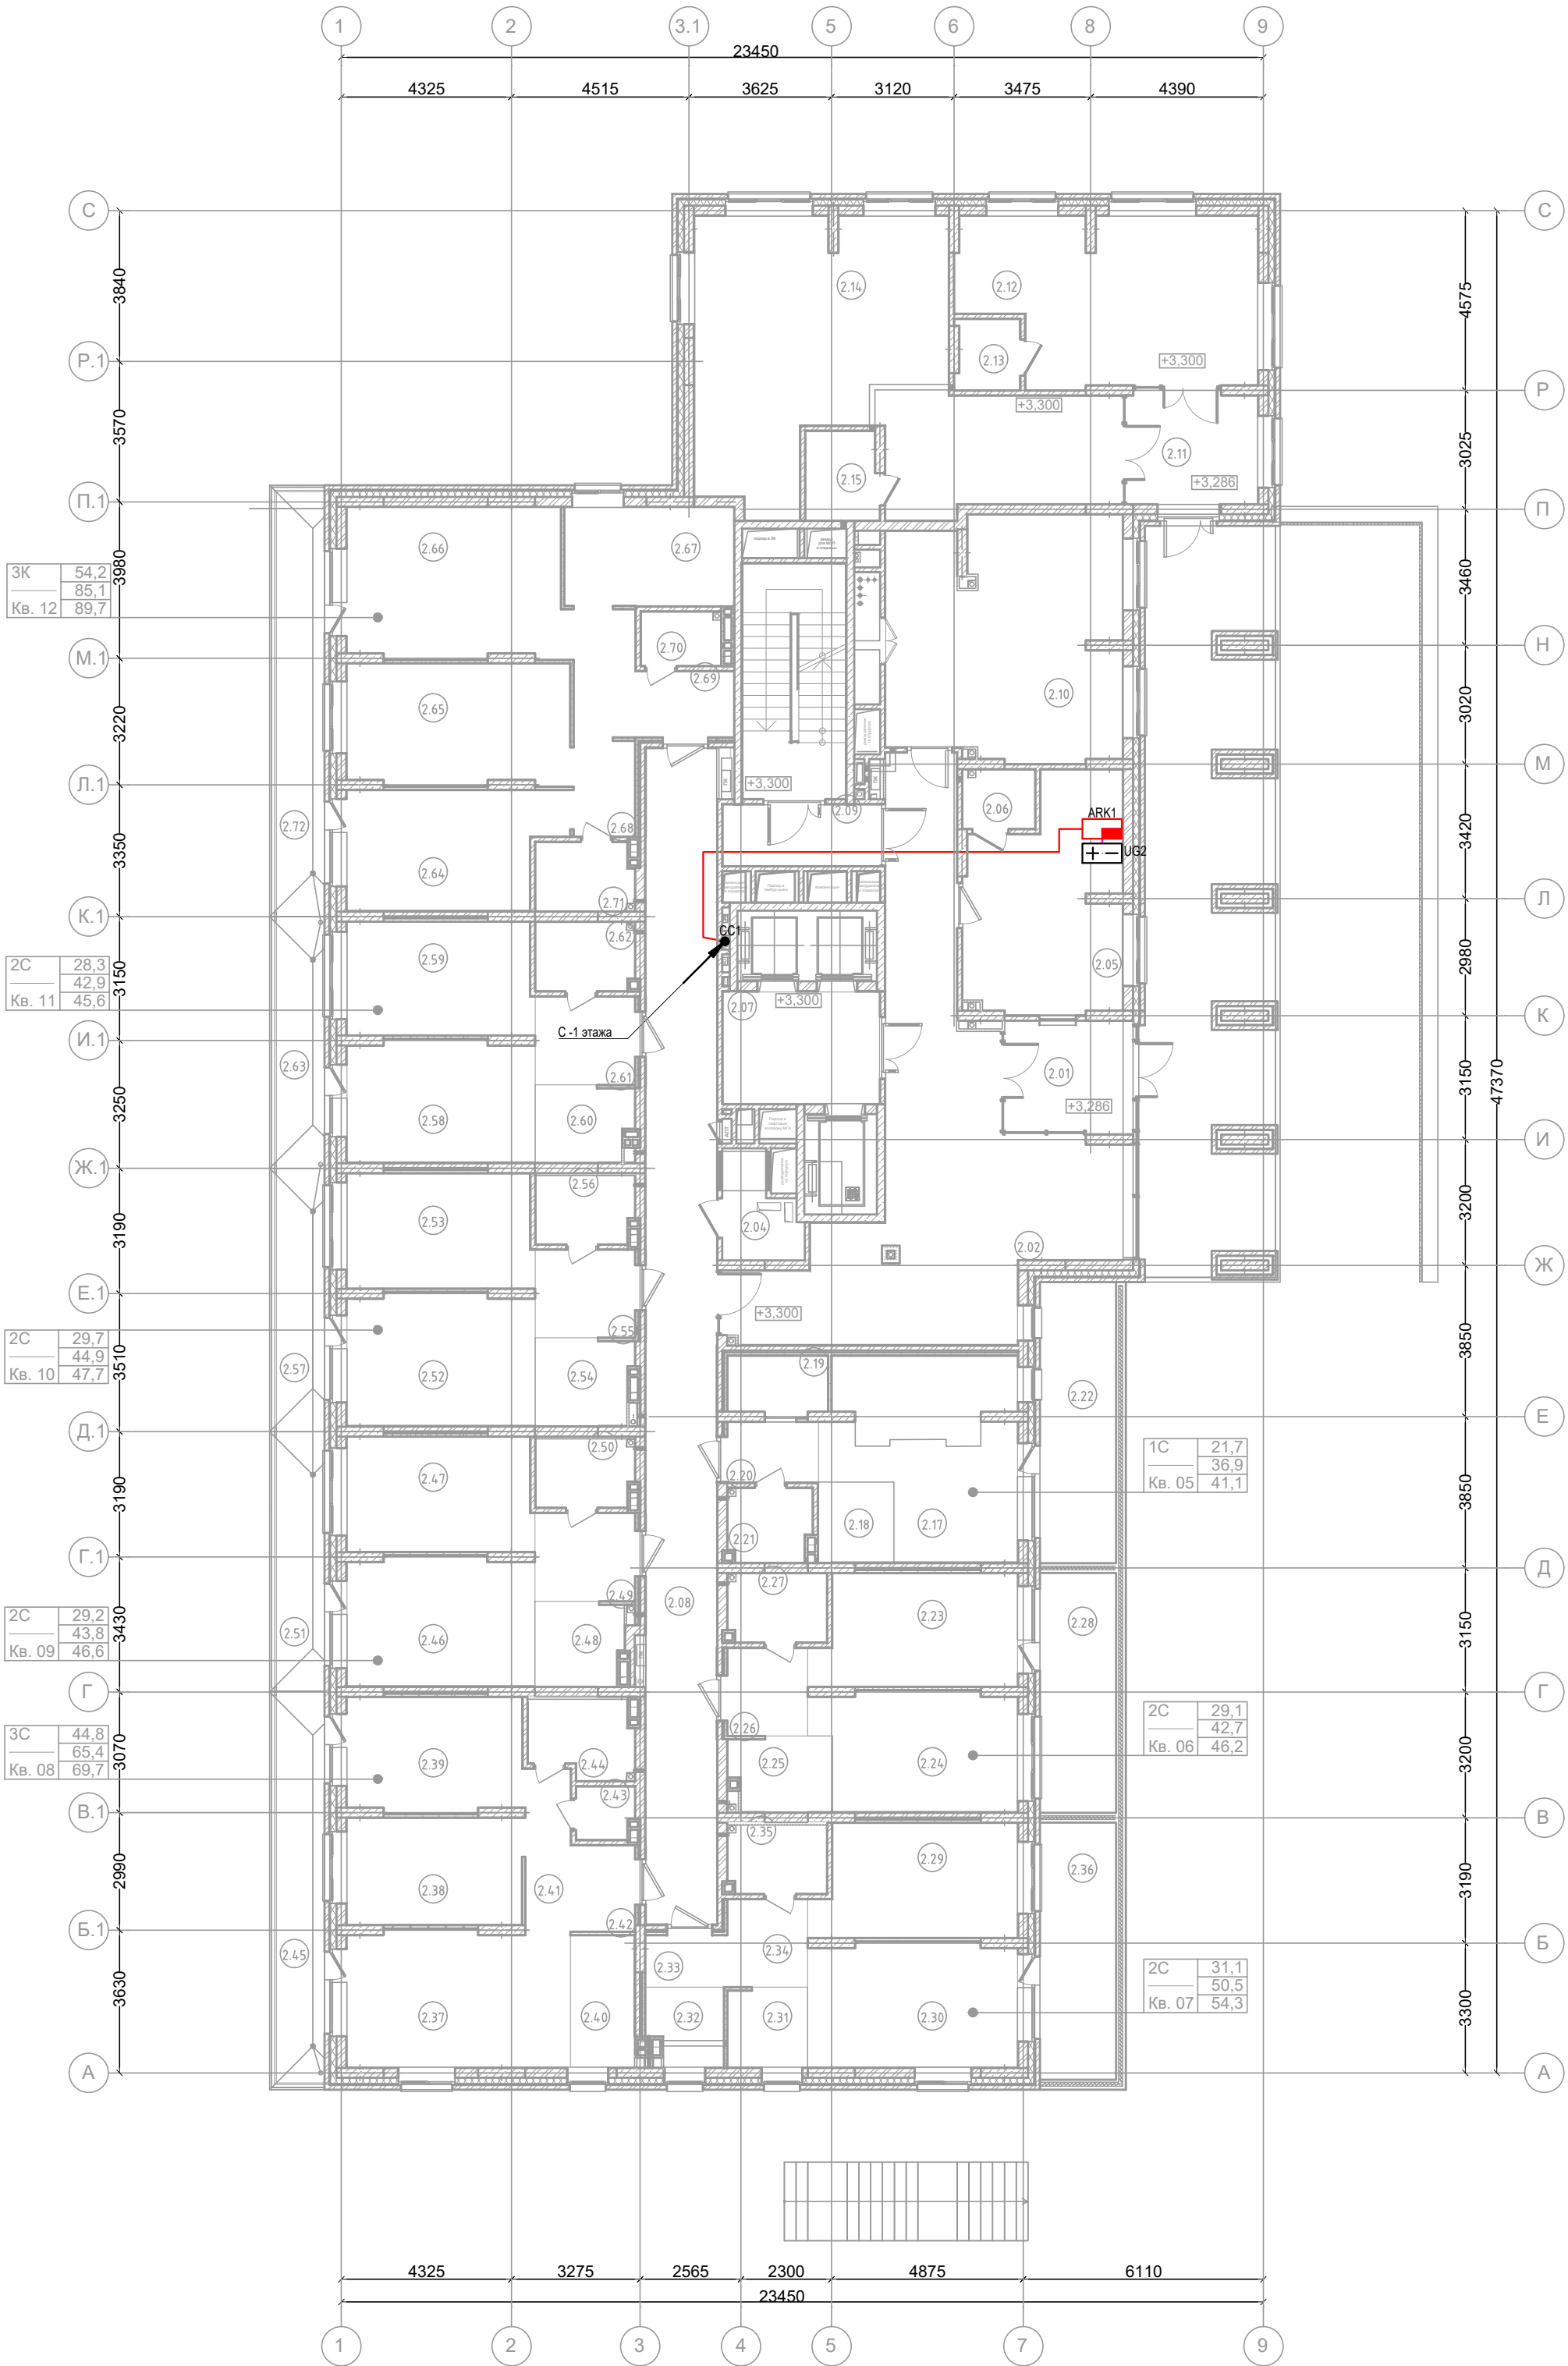 1 2 3.1 5 6 8 9
23450
4325 4515 3625 3120 3475 4390
С С
3840
4575
2.14
2.12
2.13
+3,300
Р.1
Р
+3,300
3570
3025
2.11
2.15
+3,286
П.1
П
2.66
2.67
3К 54,2
85,1
Кв. 12 89,7
3980
3460
2.70
Н
М.1
2.69
2.10
2.65
3220
3020
М
+3,300
ПК
ПК
Л.1
2.09
2.06
ARK1
2.72
2.68
3350
3420
UG2
2.64
2.71
Л
К.1
CC1
2.62
2.59
2.05
2С 28,3
42,9
Кв. 11 45,6
3150
2980
+3,300
2.07
К
С -1 этажа
И.1
2.63
2.61
2.01
3250
3150
47370
+3,286
2.58
2.60
АПТ
И
Ж.1
2.56
2.53
2.04
3190
3200
2.02
Ж
Е.1
+3,300
2С 29,7
44,9
Кв. 10 47,7
3510
3850
2.55
2.57
2.52
2.54
2.19
2.22
Е
Д.1
2.50
2.47
2.20
1С 21,7
36,9
Кв. 05 41,1
3190
3850
2.21
2.18
2.17
Г.1
Д
2.27
2.49
2.08
2С 29,2
43,8
Кв. 09 46,6
3430
3150
2.51
2.46
2.48
2.23
2.28
ПК
Г
Г
2.26
3С 44,8
65,4
Кв. 08 69,7
3070
3200
2С 29,1
42,7
Кв. 06 46,2
2.39
2.44
2.43
2.25
2.24
В.1
В
2.35
2990
3190
2.38
2.41
2.29
2.36
2.42
Б.1
Б
2.45
2.33
2.34
2С 31,1
50,5
Кв. 07 54,3
3630
3300
2.37
2.40
2.32
2.31
2.30
А А
4325 3275 2565 2300 4875 6110
23450
1 2 3 4 5 7 9